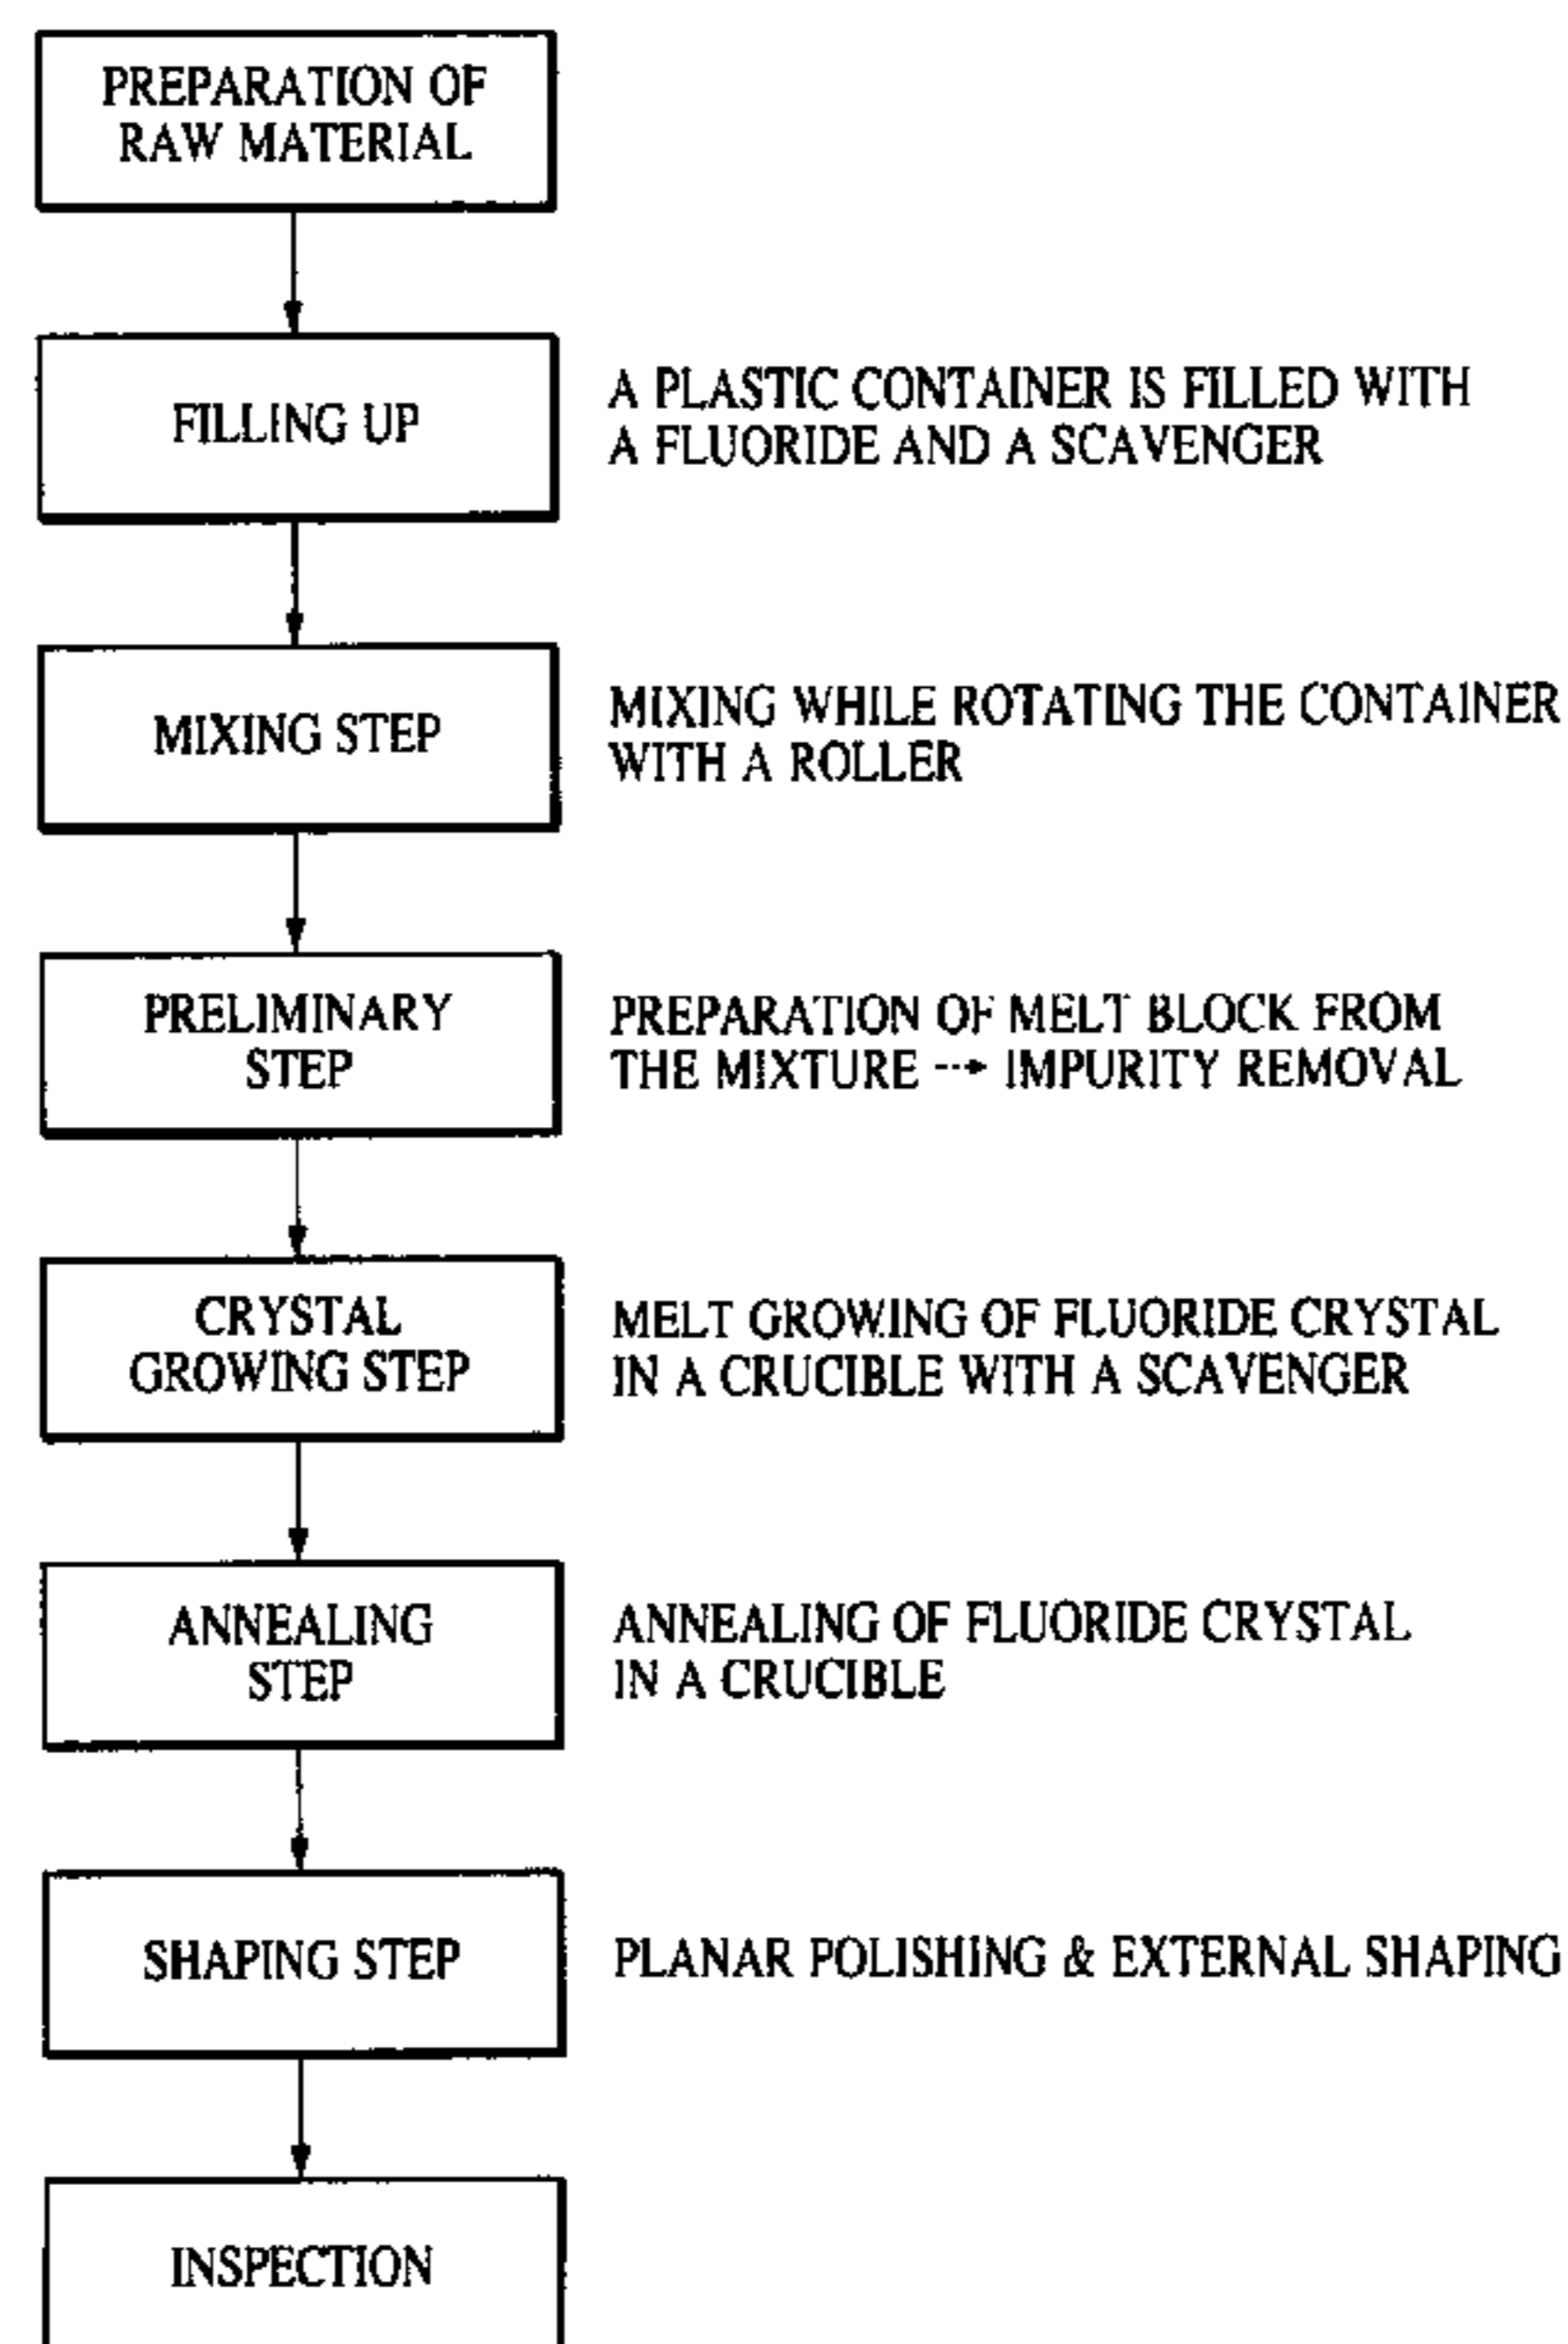 PREPARATION OF
RAW MATERIAL
FILLING UP
A PLASTIC CONTAINER IS FILLED WITH
A FLUORIDE AND A SCAVENGER
MIXING STEP
MIXING WHILE ROTATING THE CONTAINER
WITH A ROLLER
PRELIMINARY
STEP
PREPARATION OF MELT BLOCK FROM
THE MIXTURE --→ IMPURITY REMOVAL
CRYSTAL
GROWING STEP
MELT GROWING OF FLUORIDE CRYSTAL
IN A CRUCIBLE WITH A SCAVENGER
ANNEALING
STEP
ANNEALING OF FLUORIDE CRYSTAL
IN A CRUCIBLE
SHAPING STEP
PLANAR POLISHING & EXTERNAL SHAPING
INSPECTION